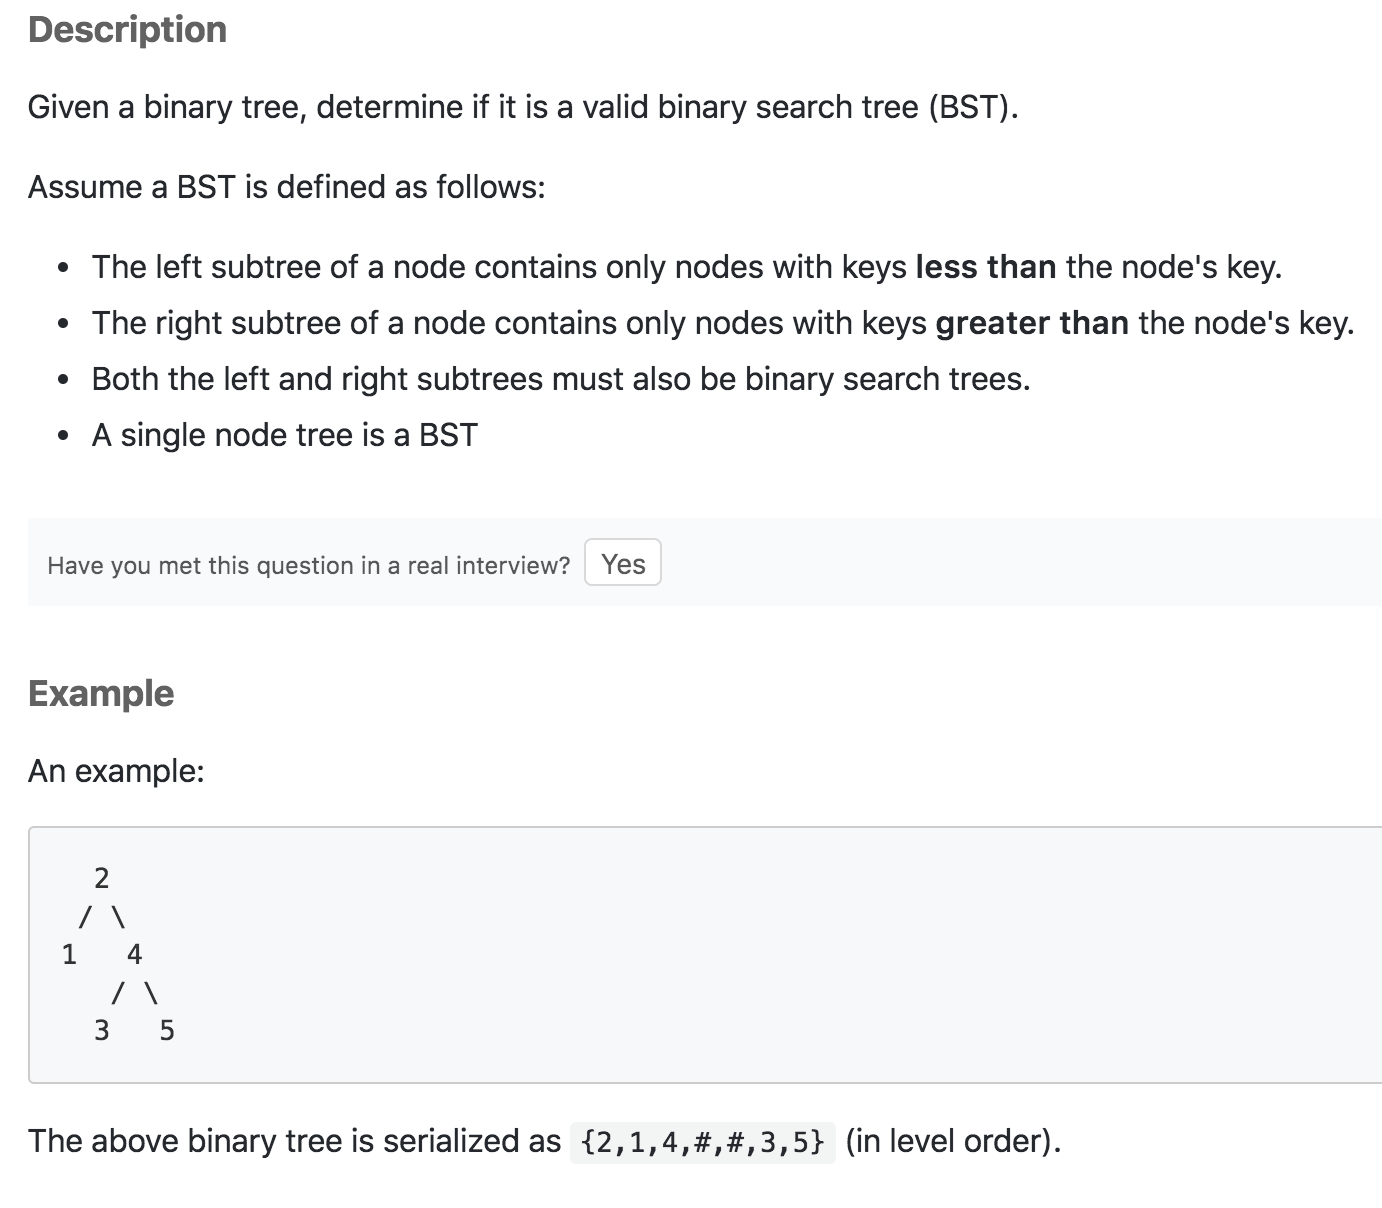 Description
Given a binary tree, determine if it is a valid binary search tree (BST).
Assume a BST is defined as follows:
• The left subtree of a node contains only nodes with keys less than the node's key.
• The right subtree of a node contains only nodes with keys greater than the node's key.
• Both the left and right subtrees must also be binary search trees.
• A single node tree is a BST
Have you met this question in a real interview? Yes
Example
An example:
  2
 / \
1   4
   / \
  3   5
The above binary tree is serialized as {2,1,4,#,#,3,5} (in level order).